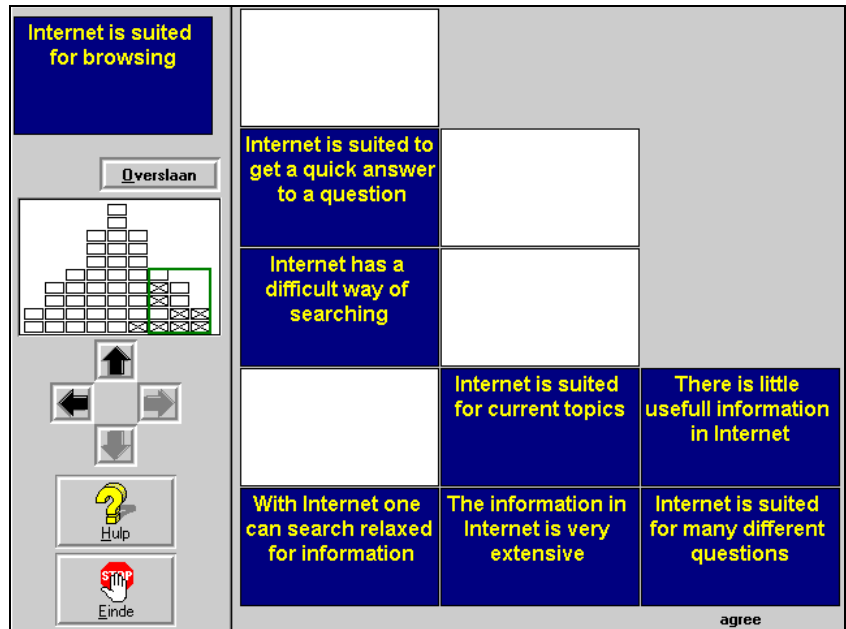 Internet is suited
for browsing
Overslaan
Hulp
STOP
Einde
Internet is suited to
get a quick answer
to a question
Internet has a
difficult way of
searching
Internet is suited
for current topics
There is little
usefull information
in Internet
With Internet one
can search relaxed
for information
The information in
Internet is very
extensive
Internet is suited
for many different
questions
agree